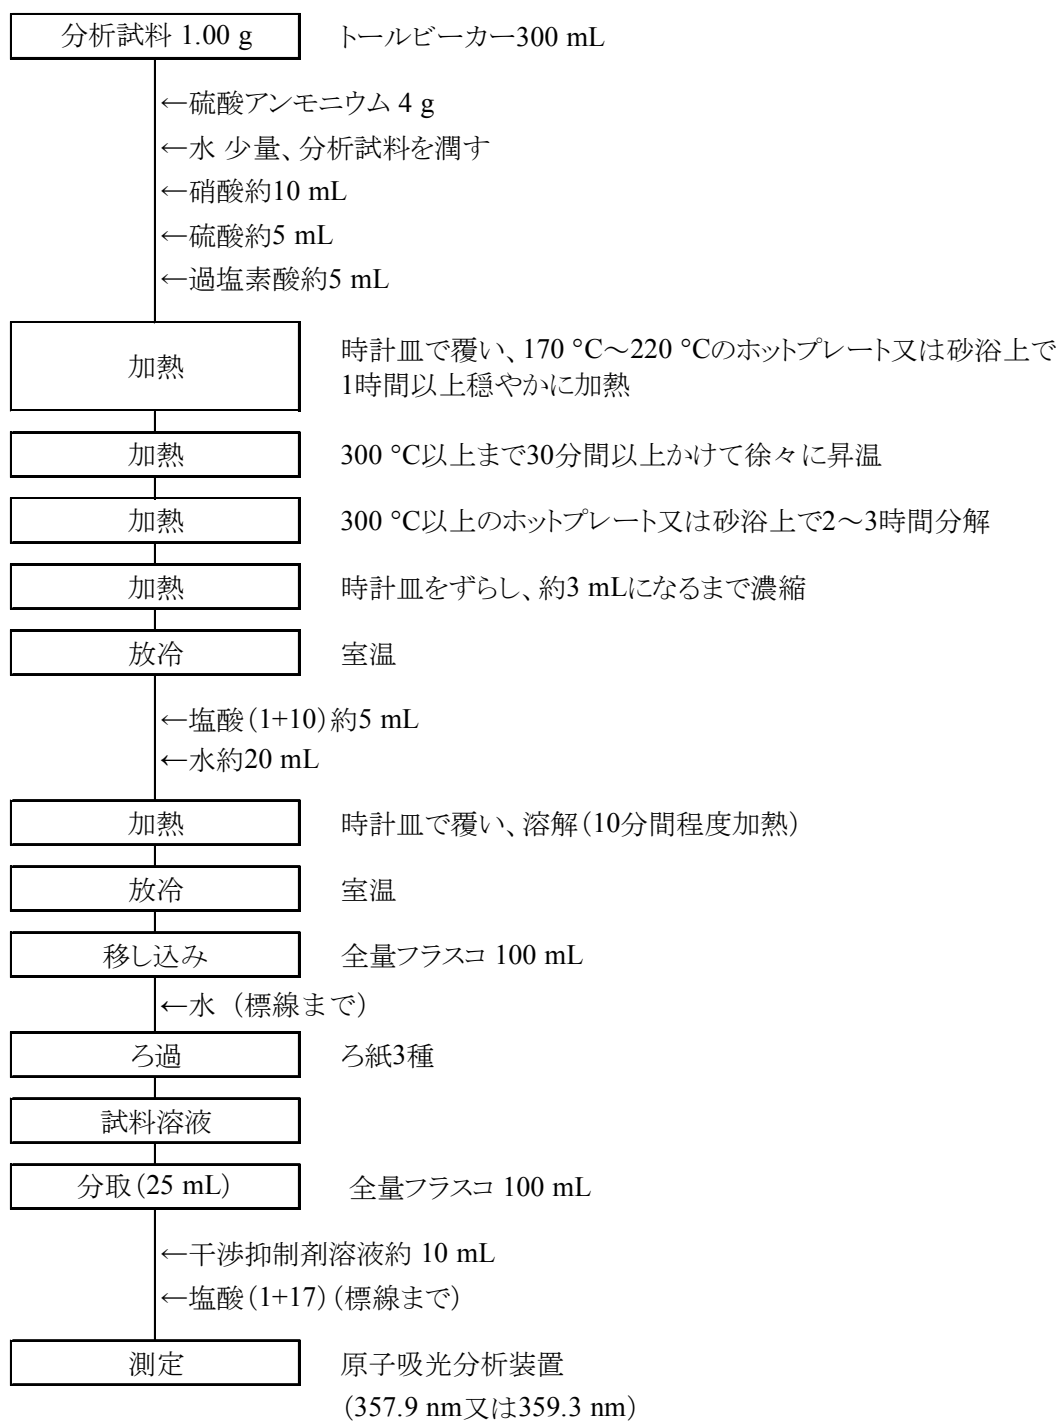 分析試料 1.00 g トールビーカー300 mL
←硫酸アンモニウム 4 g
←水 少量、分析試料を潤す
←硝酸約10 mL
←硫酸約5 mL
←過塩素酸約5 mL
加熱 時計皿で覆い、170 °C～220 °Cのホットプレート又は砂浴上で
1時間以上穏やかに加熱
加熱 300 °C以上まで30分間以上かけて徐々に昇温
加熱 300 °C以上のホットプレート又は砂浴上で2～3時間分解
加熱 時計皿をずらし、約3 mLになるまで濃縮
放冷 室温
←塩酸（1+10）約5 mL
←水約20 mL
加熱 時計皿で覆い、溶解（10分間程度加熱）
放冷 室温
移し込み 全量フラスコ 100 mL
←水 （標線まで）
ろ過 ろ紙3種
試料溶液
分取（25 mL） 全量フラスコ 100 mL
←干渉抑制剤溶液約 10 mL
←塩酸（1+17）（標線まで）
測定 原子吸光分析装置
（357.9 nm又は359.3 nm）